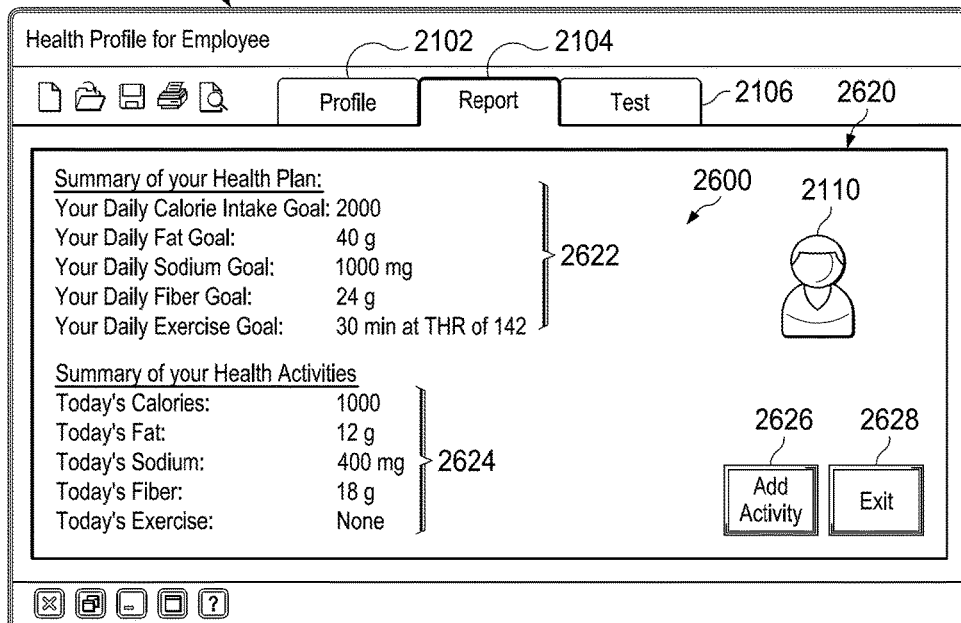 Health Profile for Employee
2102
2104
Profile
Report
Test
2106
2620
Summary of your Health Plan:
Your Daily Calorie Intake Goal: 2000
Your Daily Fat Goal: 40 g
Your Daily Sodium Goal: 1000 mg
Your Daily Fiber Goal: 24 g
Your Daily Exercise Goal: 30 min at THR of 142
2622
2600
2110
Summary of your Health Activities
Today's Calories: 1000
Today's Fat: 12 g
Today's Sodium: 400 mg
Today's Fiber: 18 g
Today's Exercise: None
2624
2626
2628
Add
Activity
Exit
?